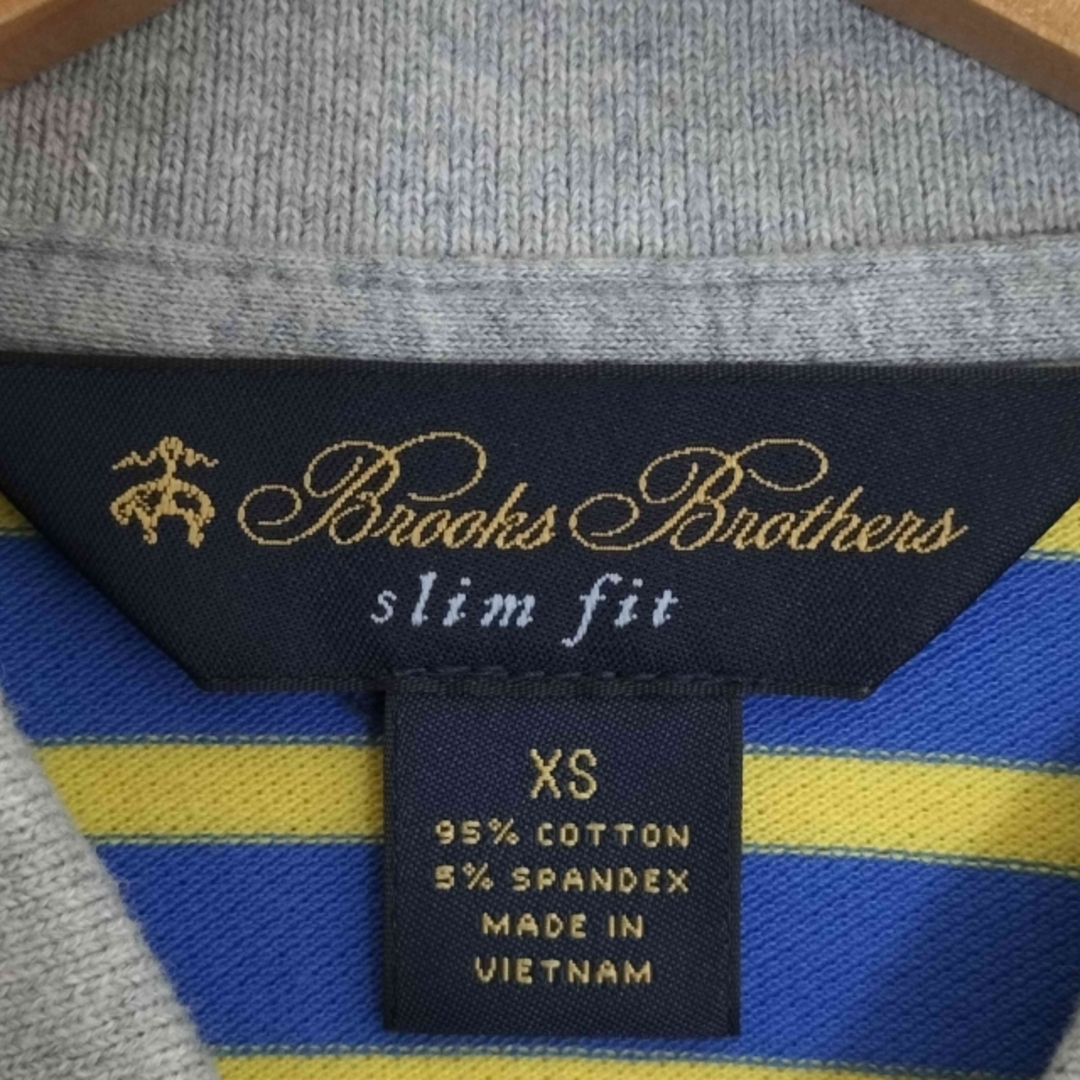 Brooks Brothers
slim fit
XS
95% COTTON
5% SPANDEX
MADE IN
VIETNAM